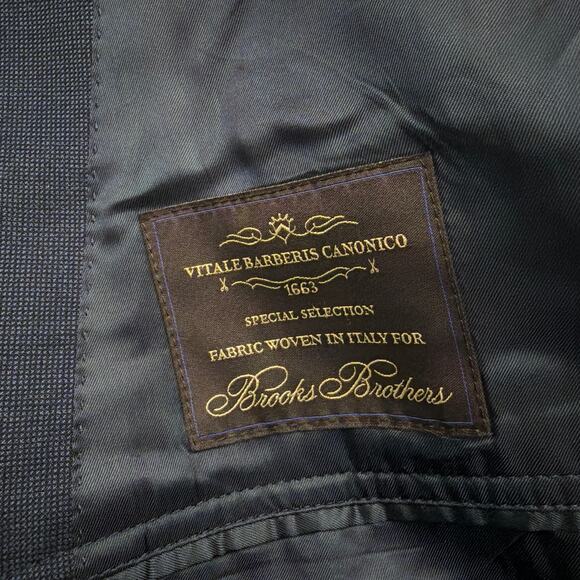 VITALE BARBERIS CANONICO
1663
SPECIAL SELECTION
FABRIC WOVEN IN ITALY FOR
Brooks Brothers